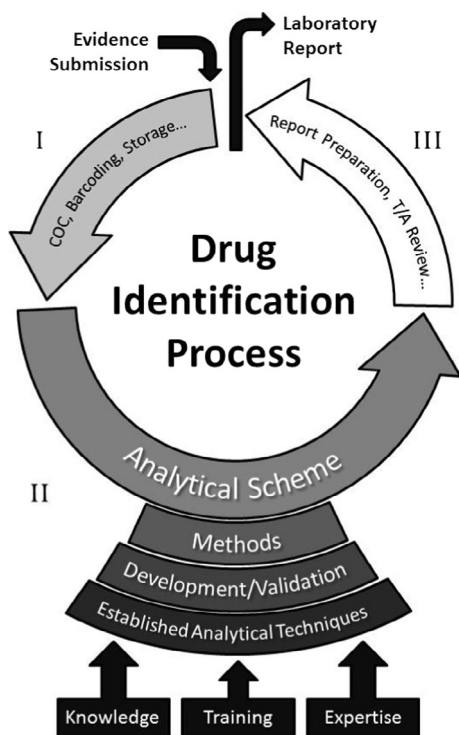 Evidence
Submission
Laboratory
Report
I
COC, Barcoding, Storage...
Report Preparation, T/A Review...
III
Drug
Identification
Process
Analytical Scheme
II
Methods
Development/Validation
Established Analytical Techniques
Knowledge
Training
Expertise